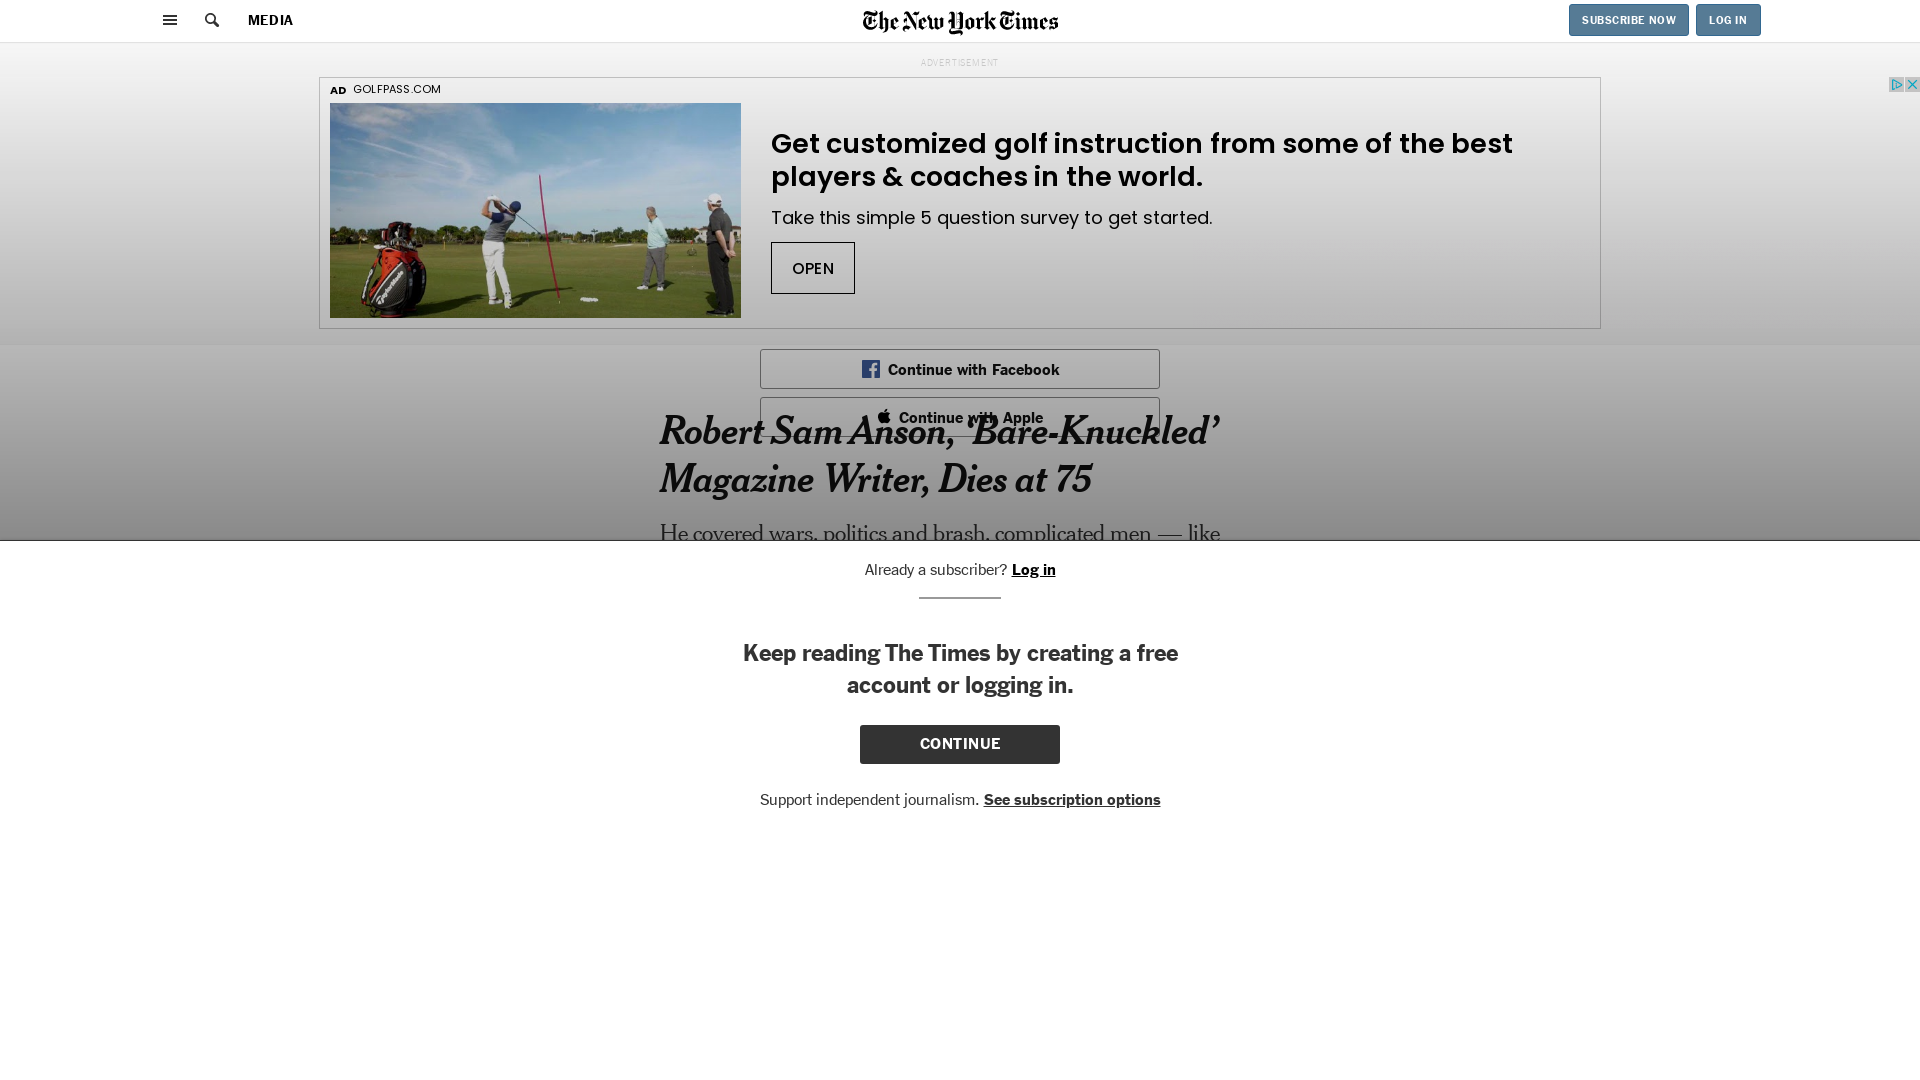 MEDIA
The New York Times
SUBSCRIBE NOW
LOG IN
ADVERTISEMENT
AD GOLFPASS.COM
Get customized golf instruction from some of the best
players & coaches in the world.
Take this simple 5 question survey to get started.
OPEN
Continue with Facebook
Continue with Apple
Robert Sam Anson, ‘Bare-Knuckled’
Magazine Writer, Dies at 75
He covered wars, politics and brash, complicated men — like
Already a subscriber? Log in
Keep reading The Times by creating a free
account or logging in.
CONTINUE
Support independent journalism. See subscription options